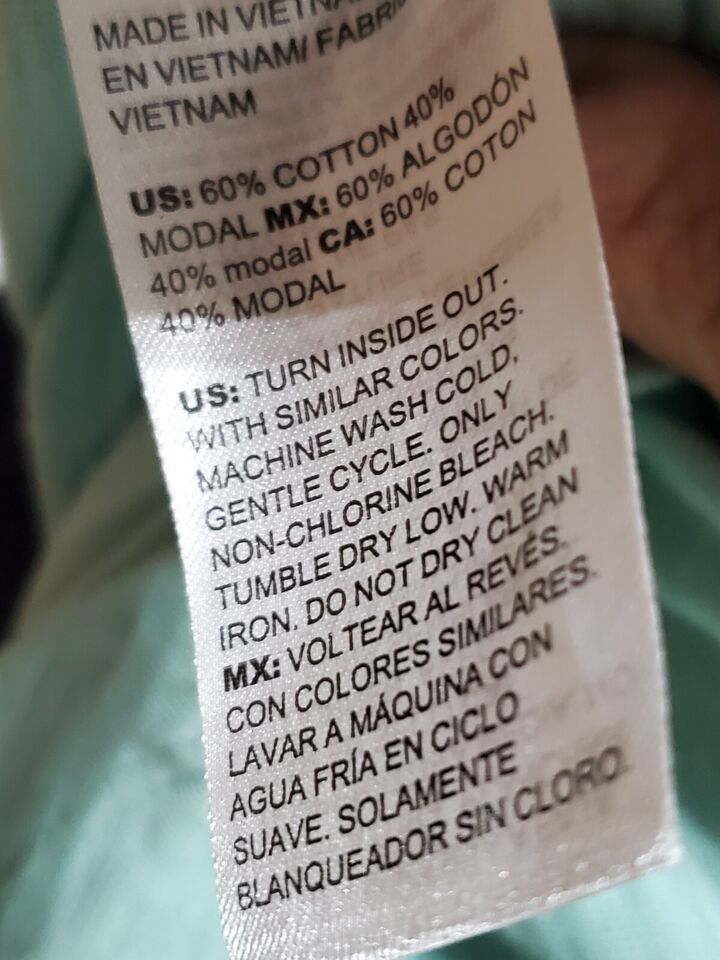 MADE IN
EN VIETNAM/
VIETNAM
US: 60% COTTON 40%
MODAL MX: 60% ALGODÓN
40% modal CA: 60% COTON
40% MODAL
US: TURN INSIDE OUT.
WITH SIMILAR COLORS.
MACHINE WASH COLD,
GENTLE CYCLE. ONLY
NON-CHLORINE BLEACH.
TUMBLE DRY LOW. WARM
IRON. DO NOT DRY CLEAN
MX: VOLTEAR AL REVÉS.
CON COLORES SIMILARES.
LAVAR A MÁQUINA CON
AGUA FRÍA EN CICLO
SUAVE. SOLAMENTE
BLANQUEADOR SIN CLORO.